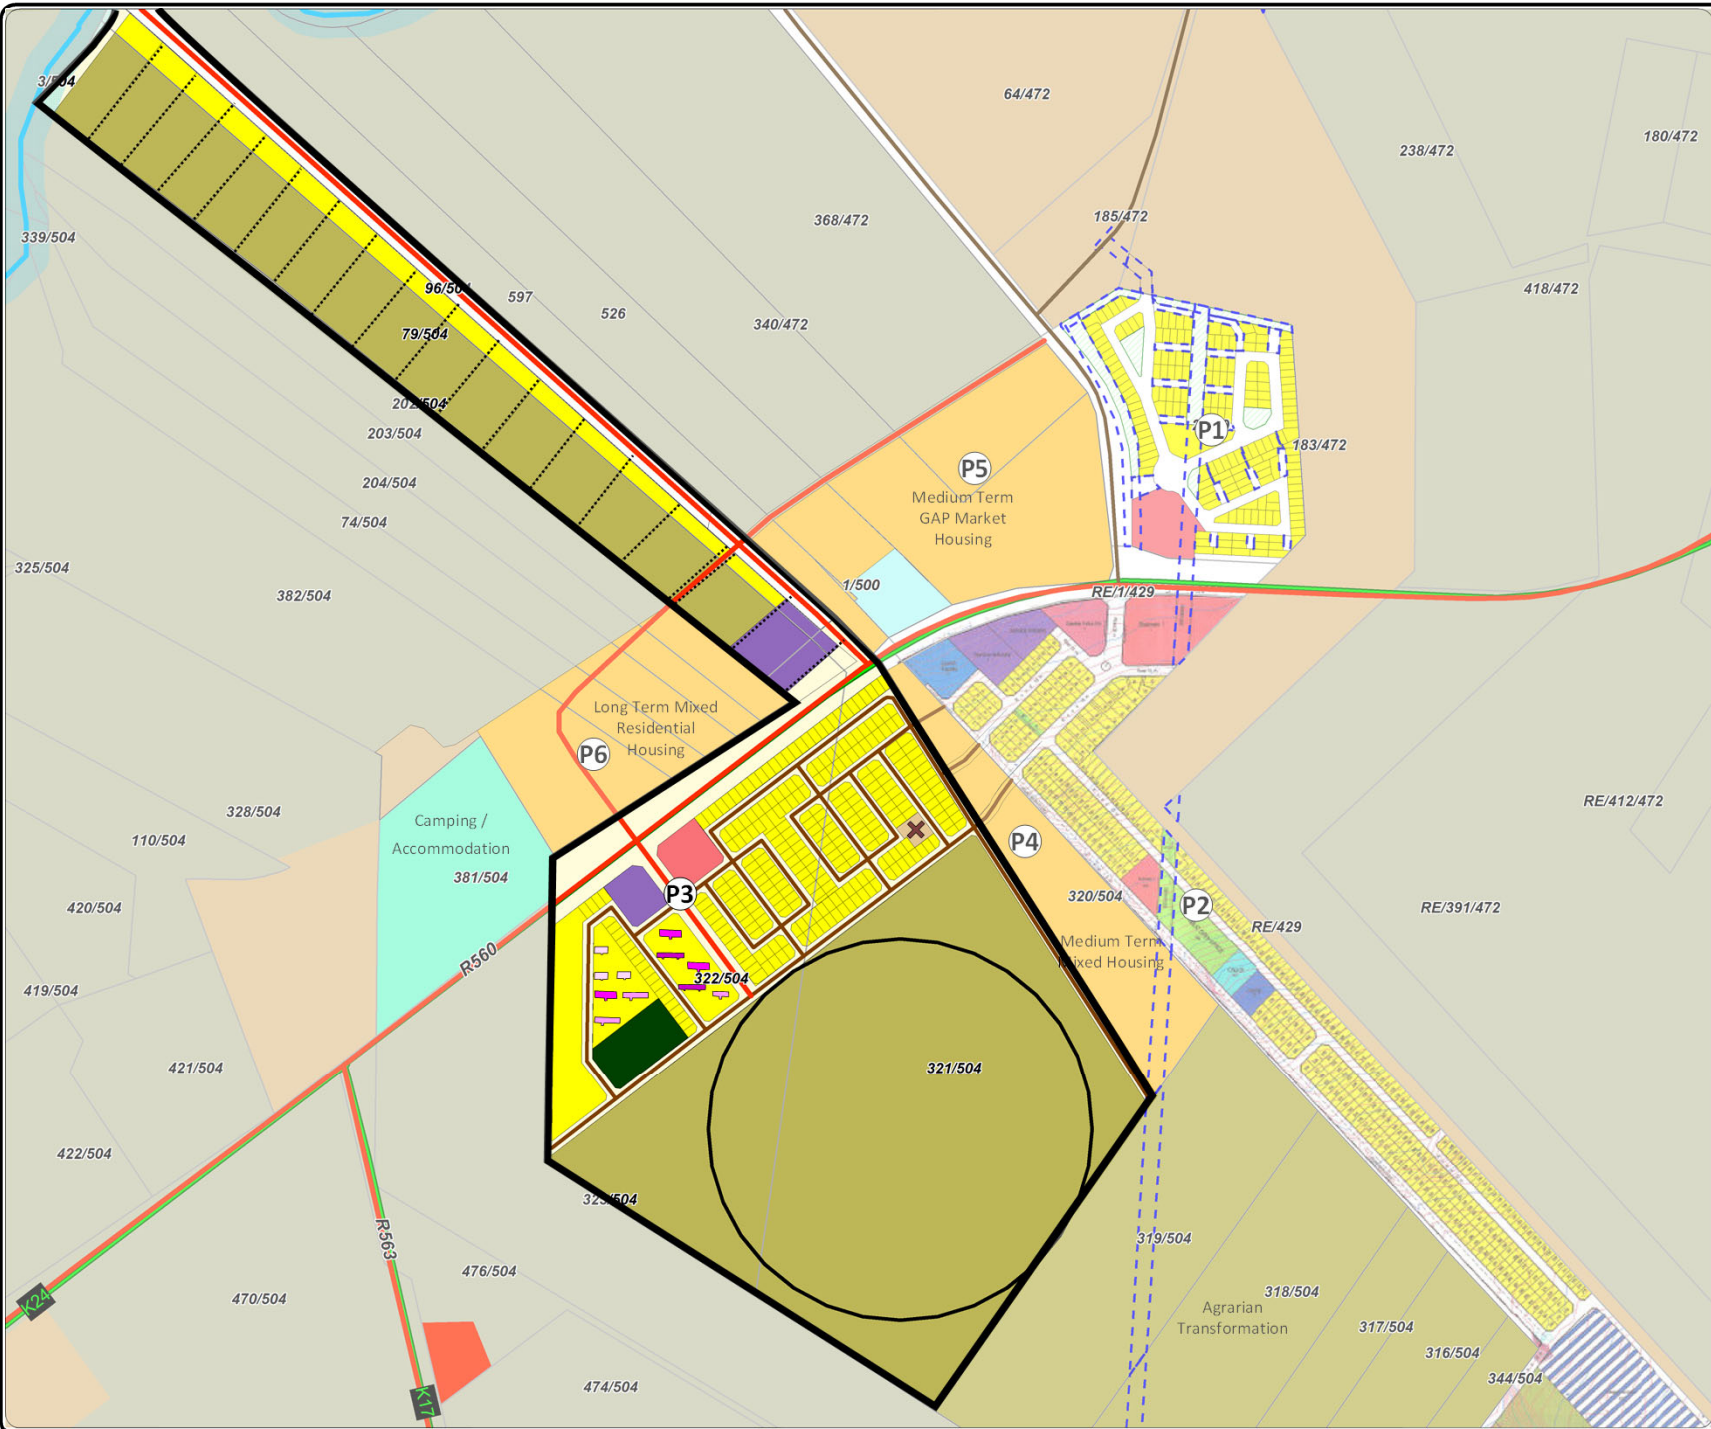 3/504
64/472
238/472
180/472
368/472
185/472
339/504
96/504
597
526
340/472
418/472
79/504
202/504
203/504
P1
183/472
P5
Medium Term
GAP Market
Housing
204/504
74/504
325/504
382/504
1/500
RE/1/429
Long Term Mixed
Residential
Housing
P6
328/504
110/504
Camping /
Accommodation
381/504
RE/412/472
P4
P3
320/504
P2
420/504
RE/391/472
RE/429
Medium Term
Mixed Housing
R560
322/504
419/504
421/504
321/504
422/504
323/504
R563
319/504
476/504
470/504
K24
318/504
Agrarian
Transformation
317/504
316/504
344/504
474/504
K17